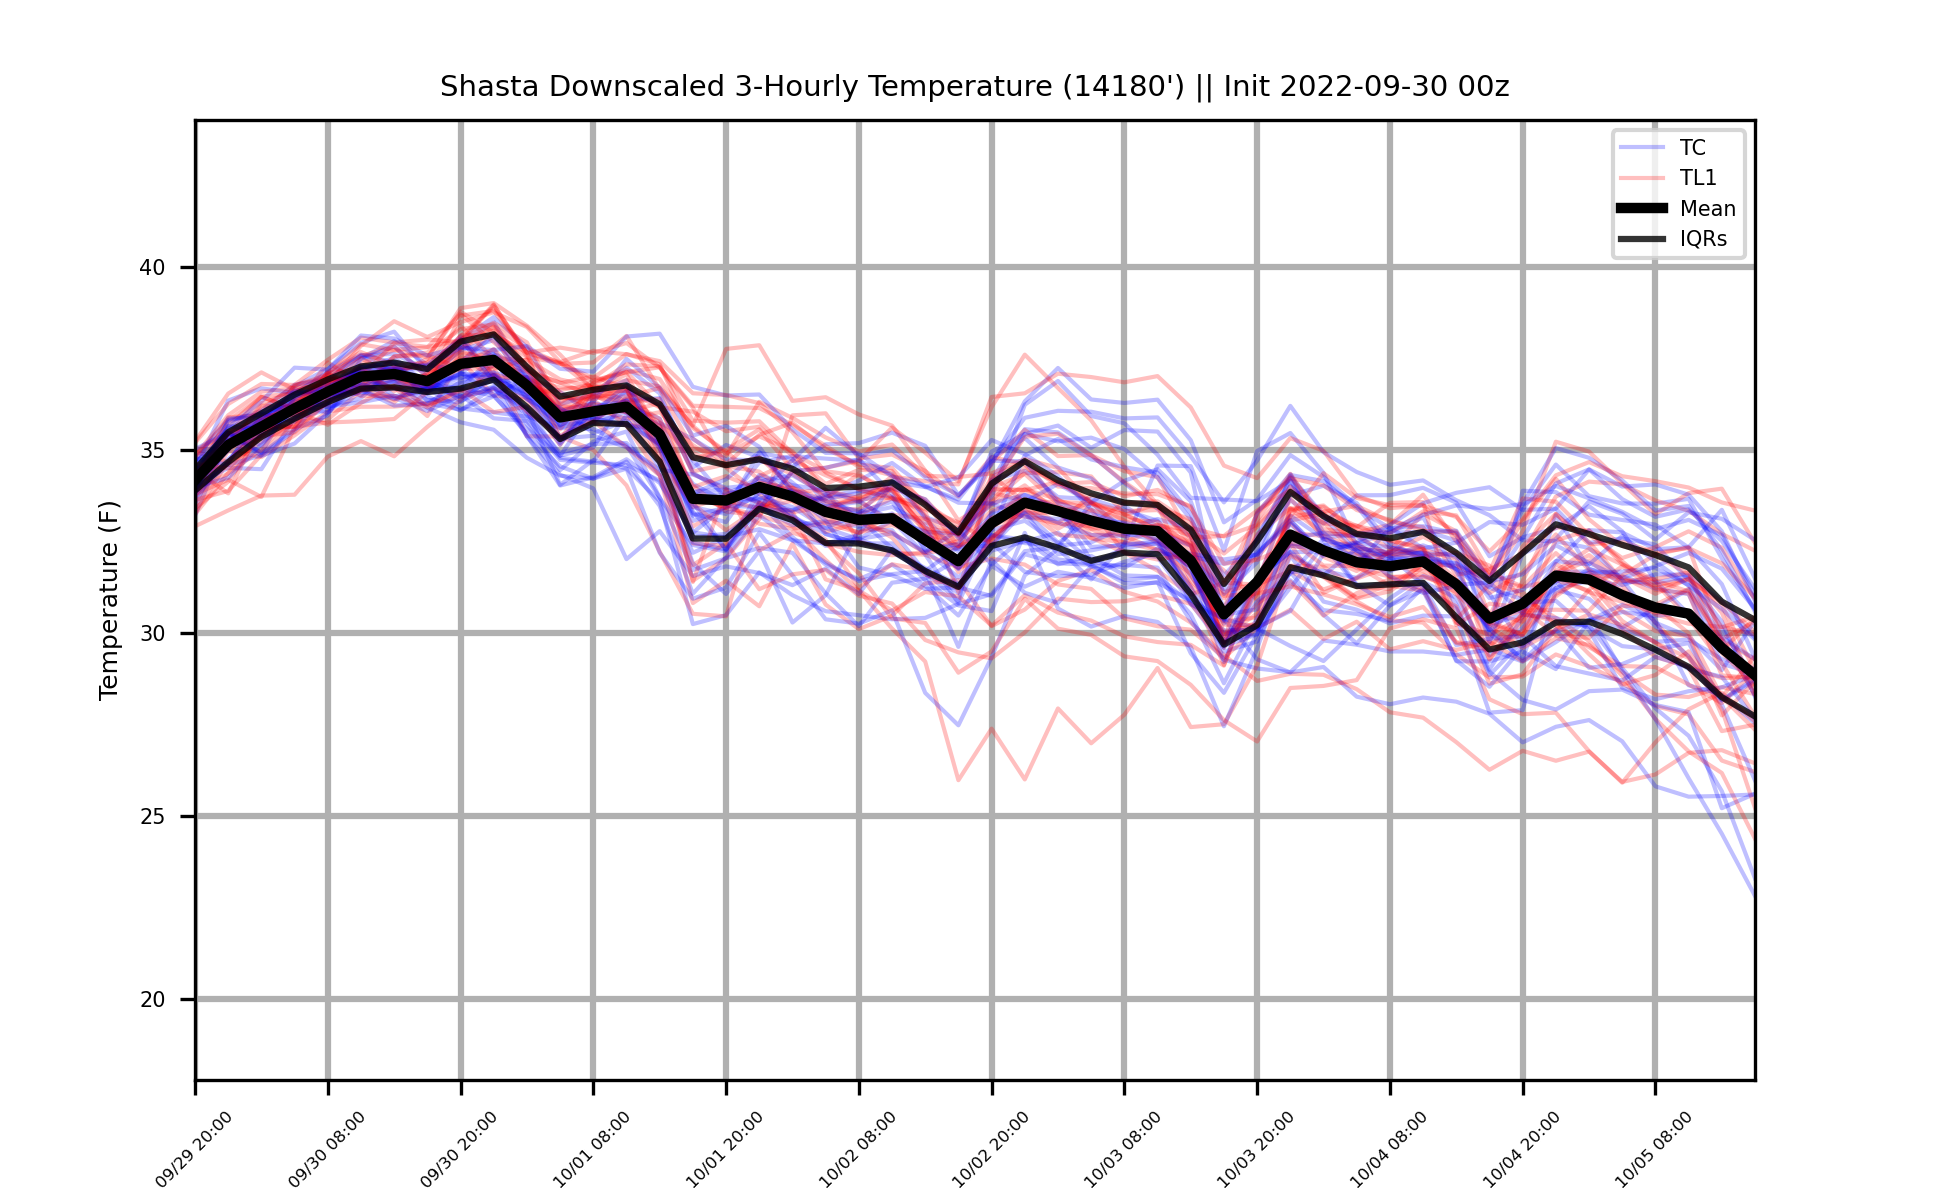 Shasta Downscaled 3-Hourly Temperature (14180') || Init 2022-09-30 00z
TC
TL1
Mean
IQRs
Temperature (F)
40
35
30
25
20
09/29 20:00
09/30 08:00
09/30 20:00
10/01 08:00
10/01 20:00
10/02 08:00
10/02 20:00
10/03 08:00
10/03 20:00
10/04 08:00
10/04 20:00
10/05 08:00